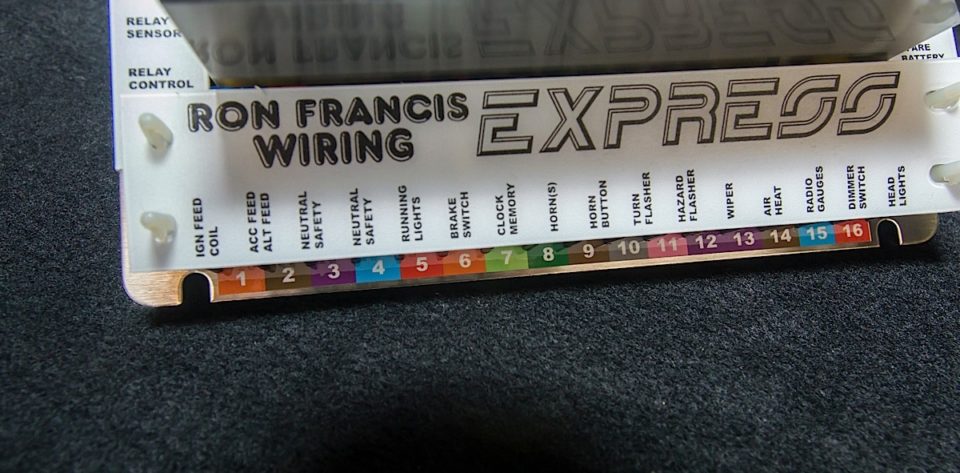 RELAY
SENSOR
RELAY
CONTROL
BATTERY
RON FRANCIS
WIRING
EXPRESS
IGN FEED
COIL
ACC FEED
ALT FEED
NEUTRAL
SAFETY
NEUTRAL
SAFETY
RUNNING
LIGHTS
BRAKE
SWITCH
CLOCK
MEMORY
HORN(S)
HORN
BUTTON
TURN
FLASHER
HAZARD
FLASHER
WIPER
AIR
HEAT
RADIO
GAUGES
DIMMER
SWITCH
HEAD
LIGHTS
1 2 3 4 5 6 7 8 9 10 11 12 13 14 15 16